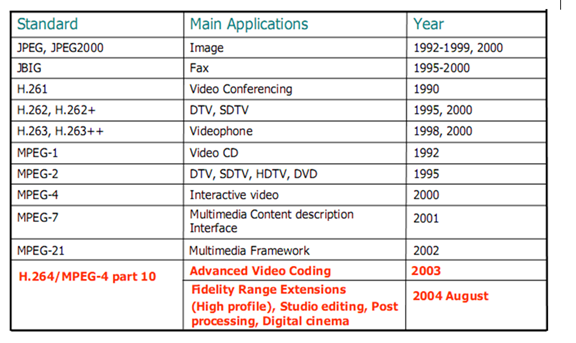 Standard Main Applications Year
JPEG, JPEG2000 Image 1992-1999, 2000
JBIG Fax 1995-2000
H.261 Video Conferencing 1990
H.262, H.262+ DTV, SDTV 1995, 2000
H.263, H.263++ Videophone 1998, 2000
MPEG-1 Video CD 1992
MPEG-2 DTV, SDTV, HDTV, DVD 1995
MPEG-4 Interactive video 2000
MPEG-7 Multimedia Content description 2001
Interface
MPEG-21 Multimedia Framework 2002
H.264/MPEG-4 part 10 Advanced Video Coding 2003
Fidelity Range Extensions 2004 August
(High profile), Studio editing, Post
processing, Digital cinema